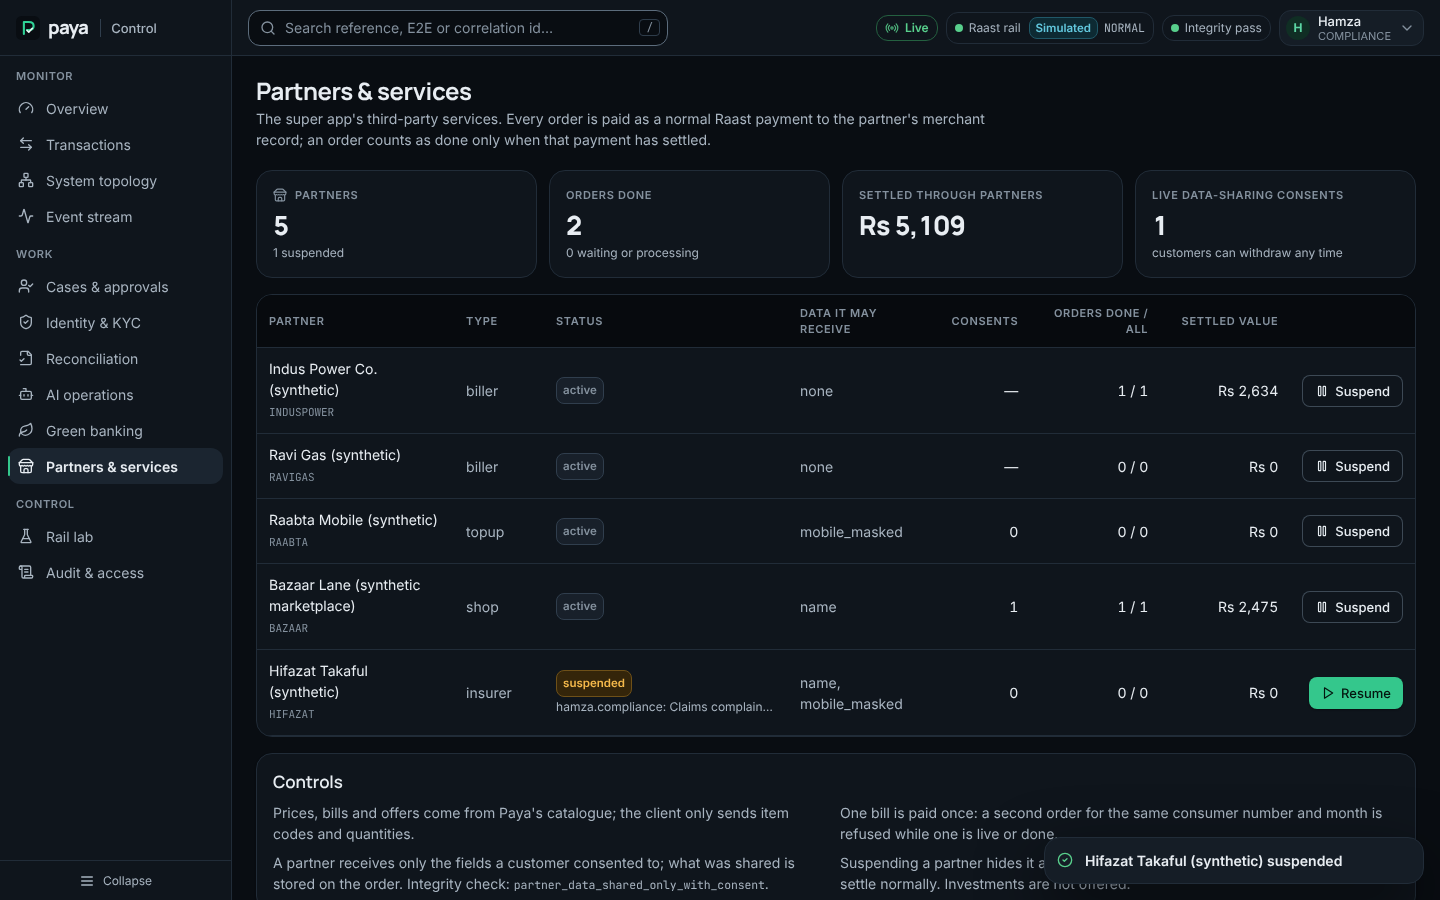 paya
Control
Search reference, E2E or correlation id...
/
Live
Raast rail
Simulated
NORMAL
Integrity pass
H
Hamza
COMPLIANCE
MONITOR
Overview
Transactions
System topology
Event stream
WORK
Cases & approvals
Identity & KYC
Reconciliation
AI operations
Green banking
Partners & services
CONTROL
Rail lab
Audit & access
Collapse
Partners & services
The super app's third-party services. Every order is paid as a normal Raast payment to the partner's merchant
record; an order counts as done only when that payment has settled.
PARTNERS
5
1 suspended
ORDERS DONE
2
0 waiting or processing
SETTLED THROUGH PARTNERS
Rs 5,109
LIVE DATA-SHARING CONSENTS
1
customers can withdraw any time
PARTNER
TYPE
STATUS
DATA IT MAY
RECEIVE
CONSENTS
ORDERS DONE /
ALL
SETTLED VALUE
Indus Power Co.
(synthetic)
INDUSPOWER
biller
active
none
—
1 / 1
Rs 2,634
Suspend
Ravi Gas (synthetic)
RAVIGAS
biller
active
none
—
0 / 0
Rs 0
Suspend
Raabta Mobile (synthetic)
RAABTA
topup
active
mobile_masked
0
0 / 0
Rs 0
Suspend
Bazaar Lane (synthetic
marketplace)
BAZAAR
shop
active
name
1
1 / 1
Rs 2,475
Suspend
Hifazat Takaful
(synthetic)
HIFAZAT
insurer
suspended
hamza.compliance: Claims complain...
name,
mobile_masked
0
0 / 0
Rs 0
Resume
Controls
Prices, bills and offers come from Paya's catalogue; the client only sends item
codes and quantities.
A partner receives only the fields a customer consented to; what was shared is
stored on the order. Integrity check: partner_data_shared_only_with_consent.
One bill is paid once: a second order for the same consumer number and month is
refused while one is live or done.
Suspending a partner hides it
settle normally. Investments are not offered.
Hifazat Takaful (synthetic) suspended